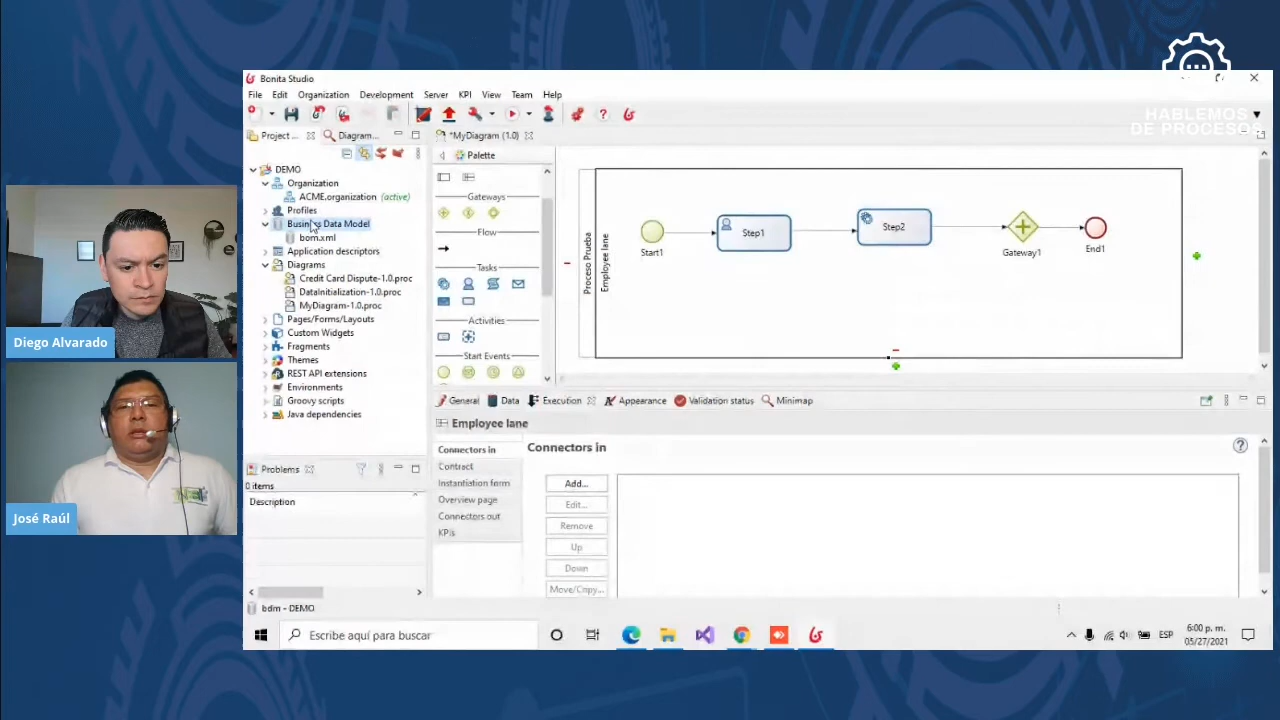 HABLEMOS
DE PROCESOS
Bonita Studio
File Edit Organization Development Server KPI View Team Help
Project ... Diagram...
*MyDiagram (1.0)
Palette
DEMO
Organization
ACME.organization (active)
Profiles
Business Data Model
bom.xml
Application descriptors
Diagrams
Credit Card Dispute-1.0.proc
DataInitialization-1.0.proc
MyDiagram-1.0.proc
Pages/Forms/Layouts
Custom Widgets
Fragments
Themes
REST API extensions
Environments
Groovy scripts
Java dependencies
Gateways
Flow
Tasks
Activities
Start Events
Proceso Prueba
Employee lane
Start1
Step1
Step2
Gateway1
End1
General Data Execution Appearance Validation status Minimap
Employee lane
Connectors in
Contract
Instantiation form
Overview page
Connectors out
KPIs
Connectors in
Add...
Edit...
Remove
Up
Down
Move/Copy...
Problems
0 items
Description
bdm - DEMO
Diego Alvarado
José Raúl
Escribe aquí para buscar
ESP
6:00 p. m.
05/27/2021